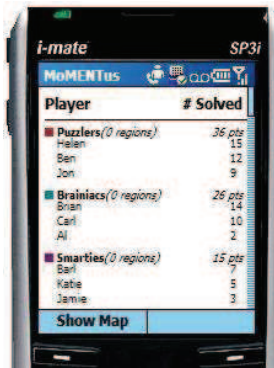 i-mate SP3i
MoMENTus
Player # Solved
Puzzlers(0 regions) 36 pts
Helen 15
Ben 12
Jon 9
Brainiacs(0 regions) 26 pts
Brian 14
Carl 10
Al 2
Smarties(0 regions) 15 pts
Bari 7
Katie 5
Jamie 3
Show Map